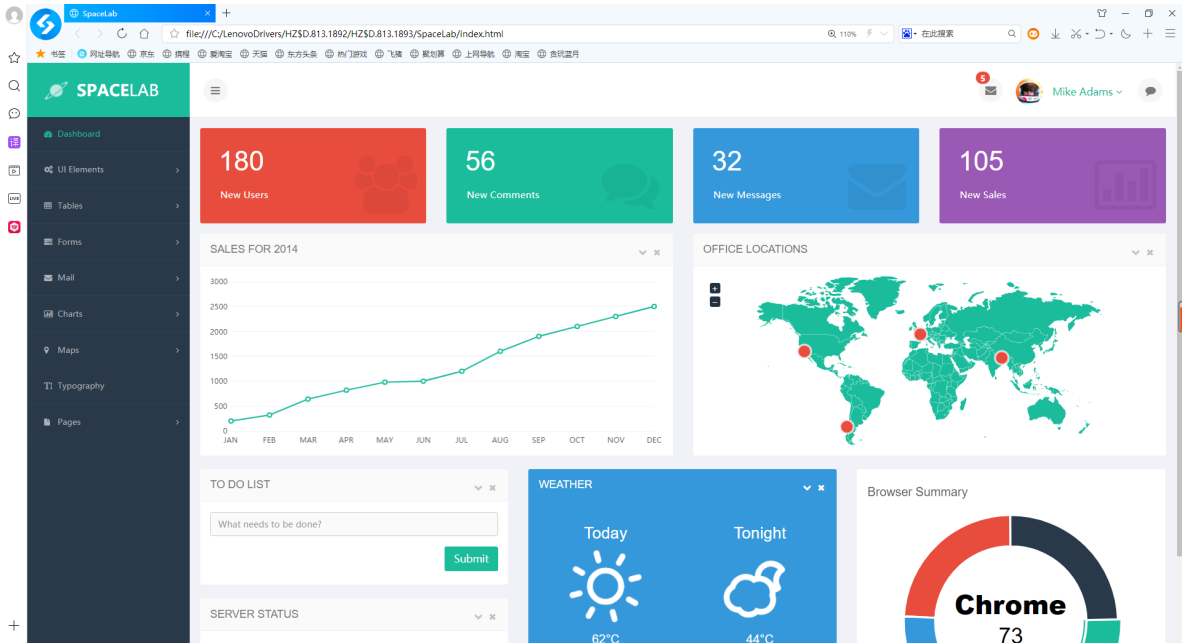 SpaceLab
file:///C:/LenovoDrivers/HZ$D.813.1892/HZ$D.813.1893/SpaceLab/index.html
110%
在此搜索
书签 网址导航 京东 携程 爱淘宝 天猫 东方头条 热门游戏 飞猪 聚划算 上网导航 淘宝 贪玩蓝月
译
LIVE
SPACELAB
5
Mike Adams
Dashboard
UI Elements
Tables
Forms
Mail
Charts
Maps
Typography
Pages
180
New Users
56
New Comments
32
New Messages
105
New Sales
SALES FOR 2014
3000
2500
2000
1500
1000
500
0
JAN FEB MAR APR MAY JUN JUL AUG SEP OCT NOV DEC
OFFICE LOCATIONS
+
−
TO DO LIST
What needs to be done?
Submit
SERVER STATUS
WEATHER
Today Tonight
62°C 44°C
Browser Summary
Chrome
73